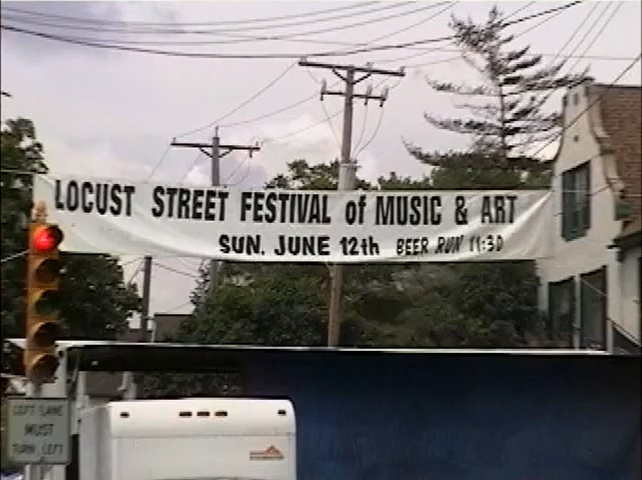 LOCUST STREET FESTIVAL of MUSIC & ART
SUN. JUNE 12th BEER RUN 11:30
LEFT LANE
MUST
TURN LEFT